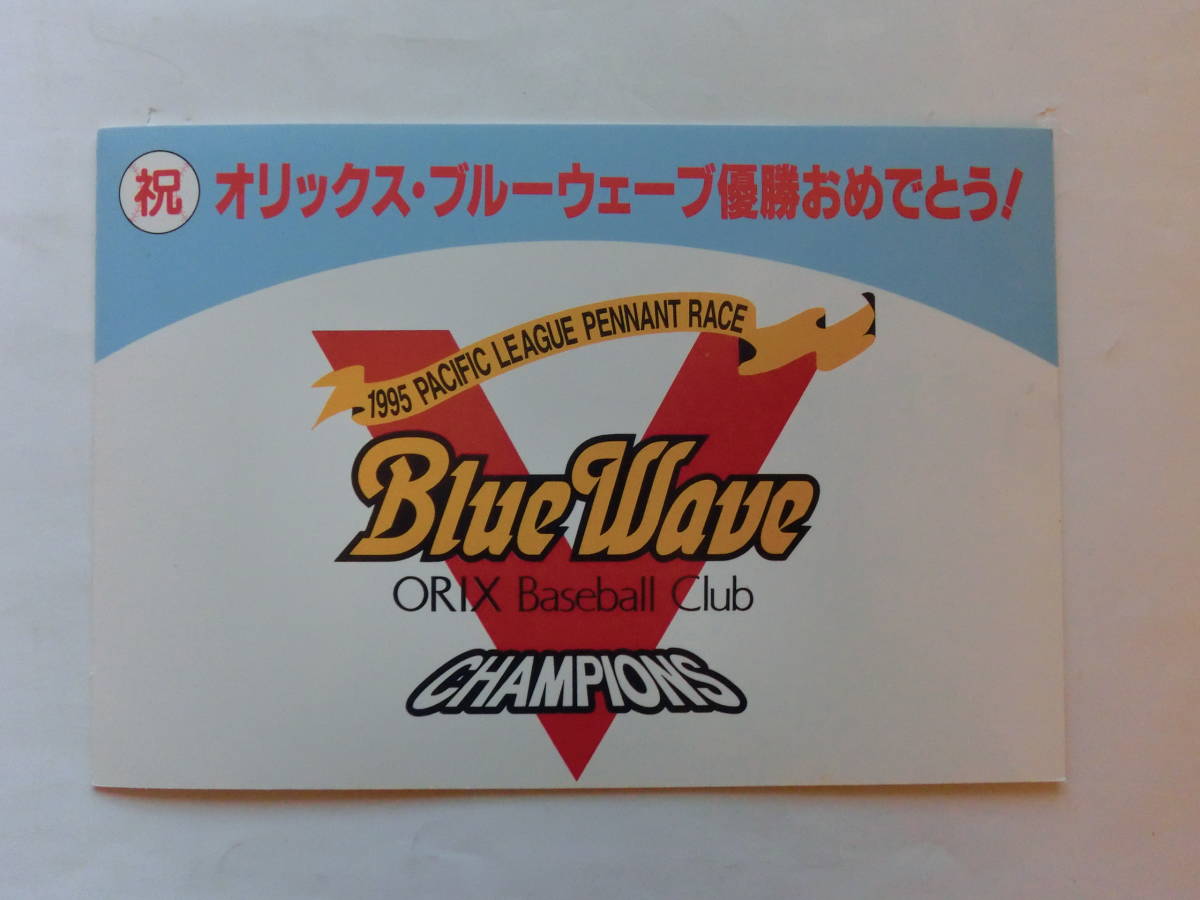 祝 オリックス・ブルーウェーブ優勝おめでとう!
1995 PACIFIC LEAGUE PENNANT RACE
Blue Wave
ORIX Baseball Club
CHAMPIONS